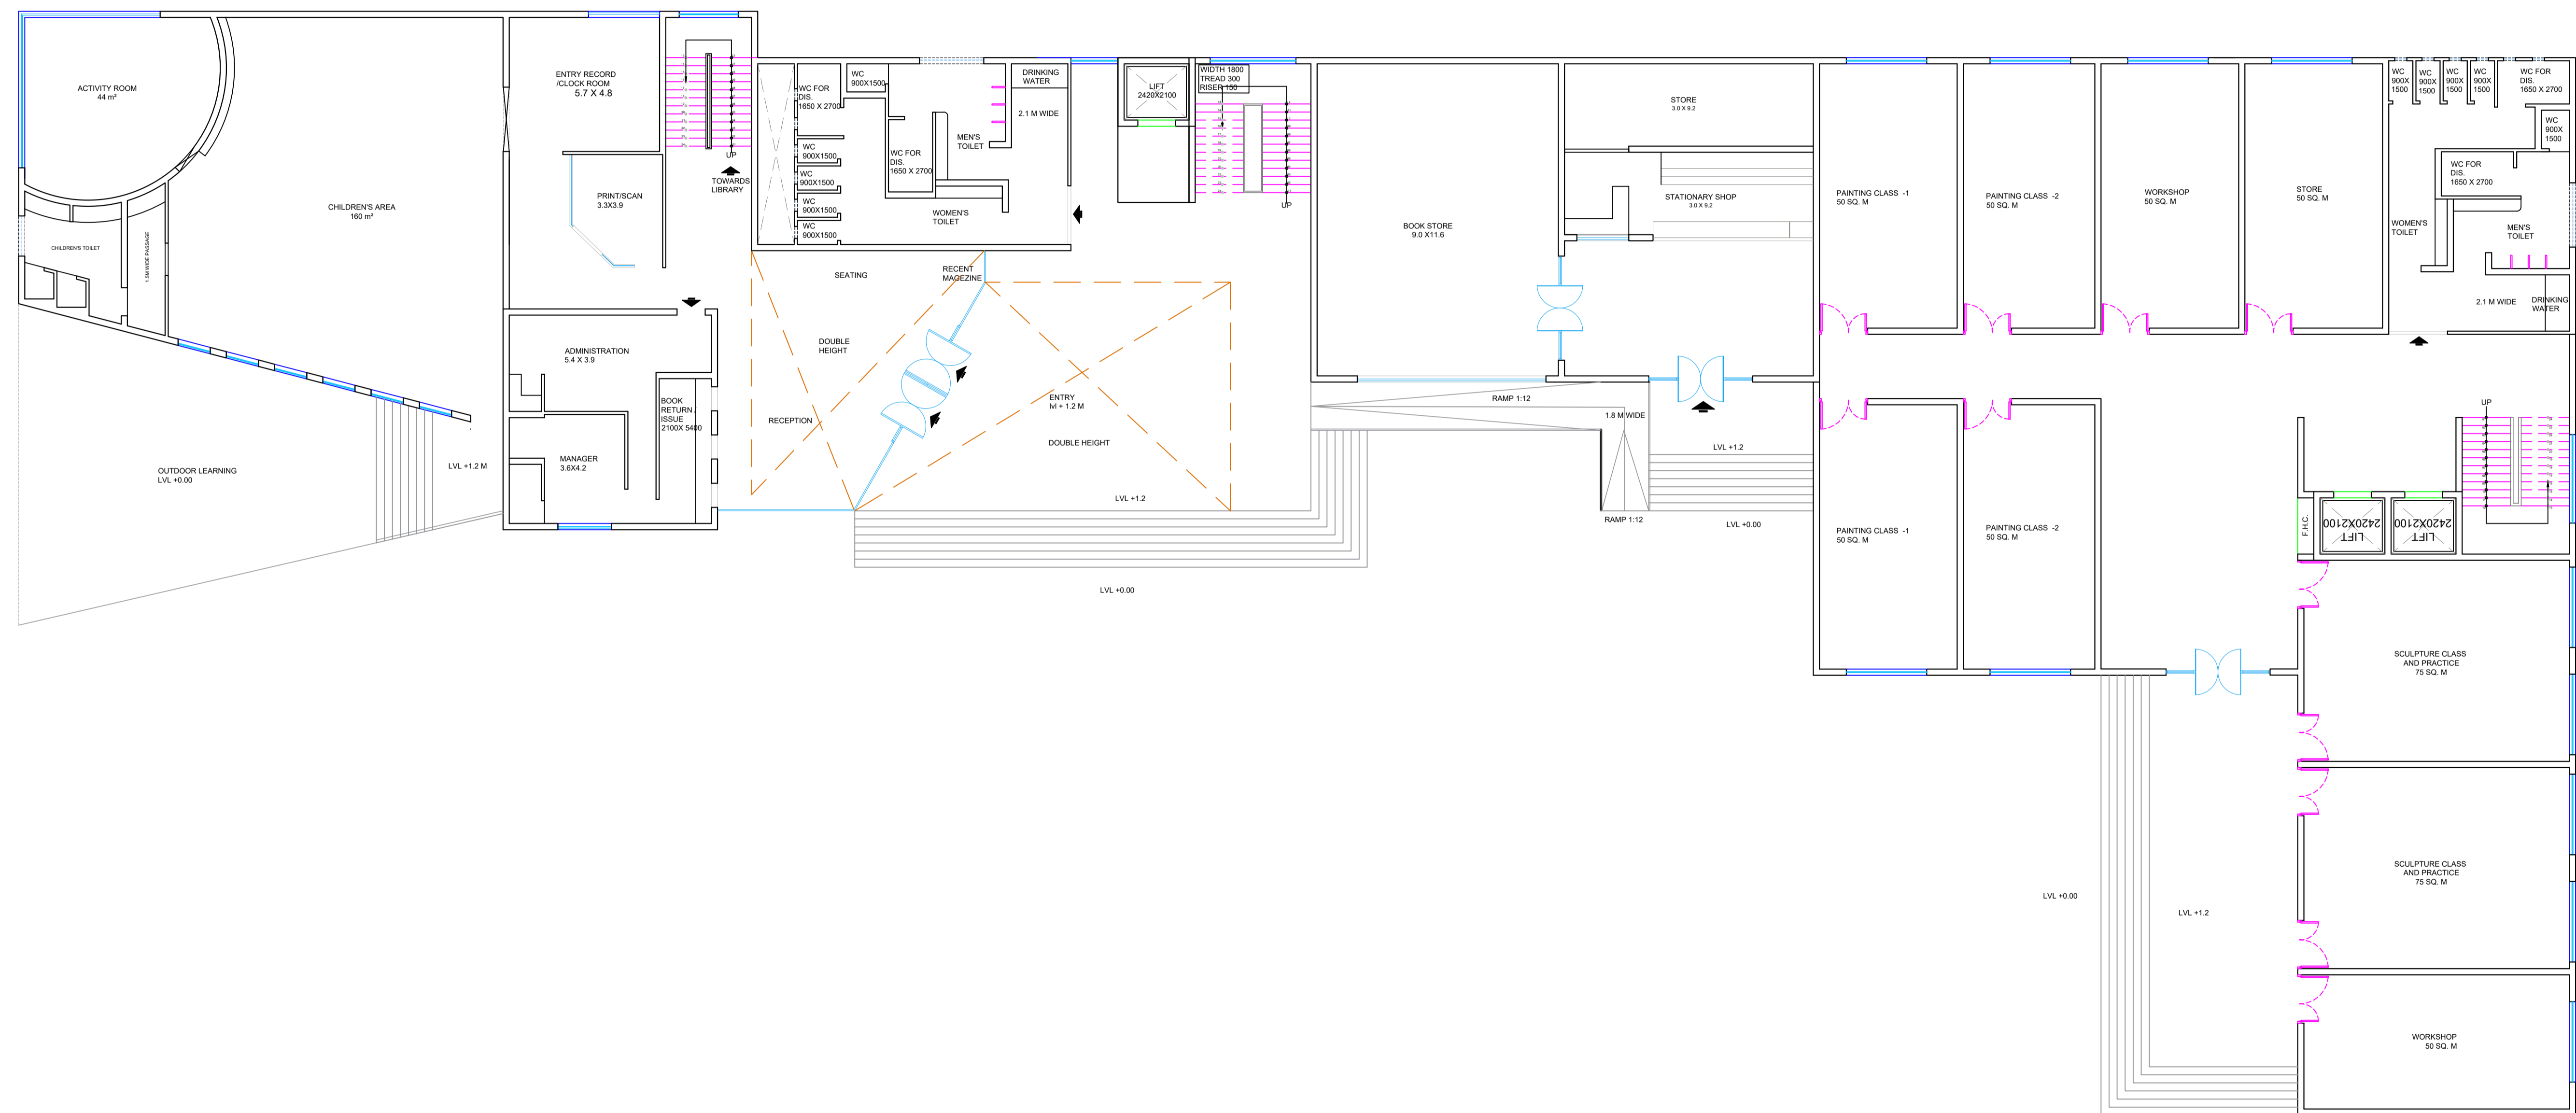 ACTIVITY ROOM
44 m²
CHILDREN'S AREA
160 m²
CHILDREN'S TOILET
1.5M WIDE PASSAGE
OUTDOOR LEARNING
LVL +0.00
LVL +1.2 M
ENTRY RECORD
/CLOCK ROOM
5.7 X 4.8
PRINT/SCAN
3.3X3.9
UP
TOWARDS
LIBRARY
ADMINISTRATION
5.4 X 3.9
MANAGER
3.6X4.2
BOOK
RETURN /
ISSUE
2100X 5400
WC FOR
DIS.
1650 X 2700
WC
900X1500
WC
900X1500
WC
900X1500
WC
900X1500
WC
900X1500
WC FOR
DIS.
1650 X 2700
MEN'S
TOILET
WOMEN'S
TOILET
DRINKING
WATER
2.1 M WIDE
SEATING
RECENT
MAGEZINE
DOUBLE
HEIGHT
RECEPTION
ENTRY
lvl + 1.2 M
DOUBLE HEIGHT
LVL +1.2
LVL +0.00
LIFT
2420X2100
WIDTH 1800
TREAD 300
RISER 150
UP
BOOK STORE
9.0 X11.6
STORE
3.0 X 9.2
STATIONARY SHOP
3.0 X 9.2
RAMP 1:12
1.8 M WIDE
RAMP 1:12
LVL +1.2
LVL +0.00
PAINTING CLASS -1
50 SQ. M
PAINTING CLASS -2
50 SQ. M
WORKSHOP
50 SQ. M
STORE
50 SQ. M
WC
900X
1500
WC
900X
1500
WC
900X
1500
WC
900X
1500
WC FOR
DIS.
1650 X 2700
WC
900X
1500
WC FOR
DIS.
1650 X 2700
WOMEN'S
TOILET
MEN'S
TOILET
2.1 M WIDE
DRINKING
WATER
PAINTING CLASS -1
50 SQ. M
PAINTING CLASS -2
50 SQ. M
UP
F.H.C.
LIFT
2420X2100
LIFT
2420X2100
SCULPTURE CLASS
AND PRACTICE
75 SQ. M
SCULPTURE CLASS
AND PRACTICE
75 SQ. M
LVL +0.00
LVL +1.2
WORKSHOP
50 SQ. M